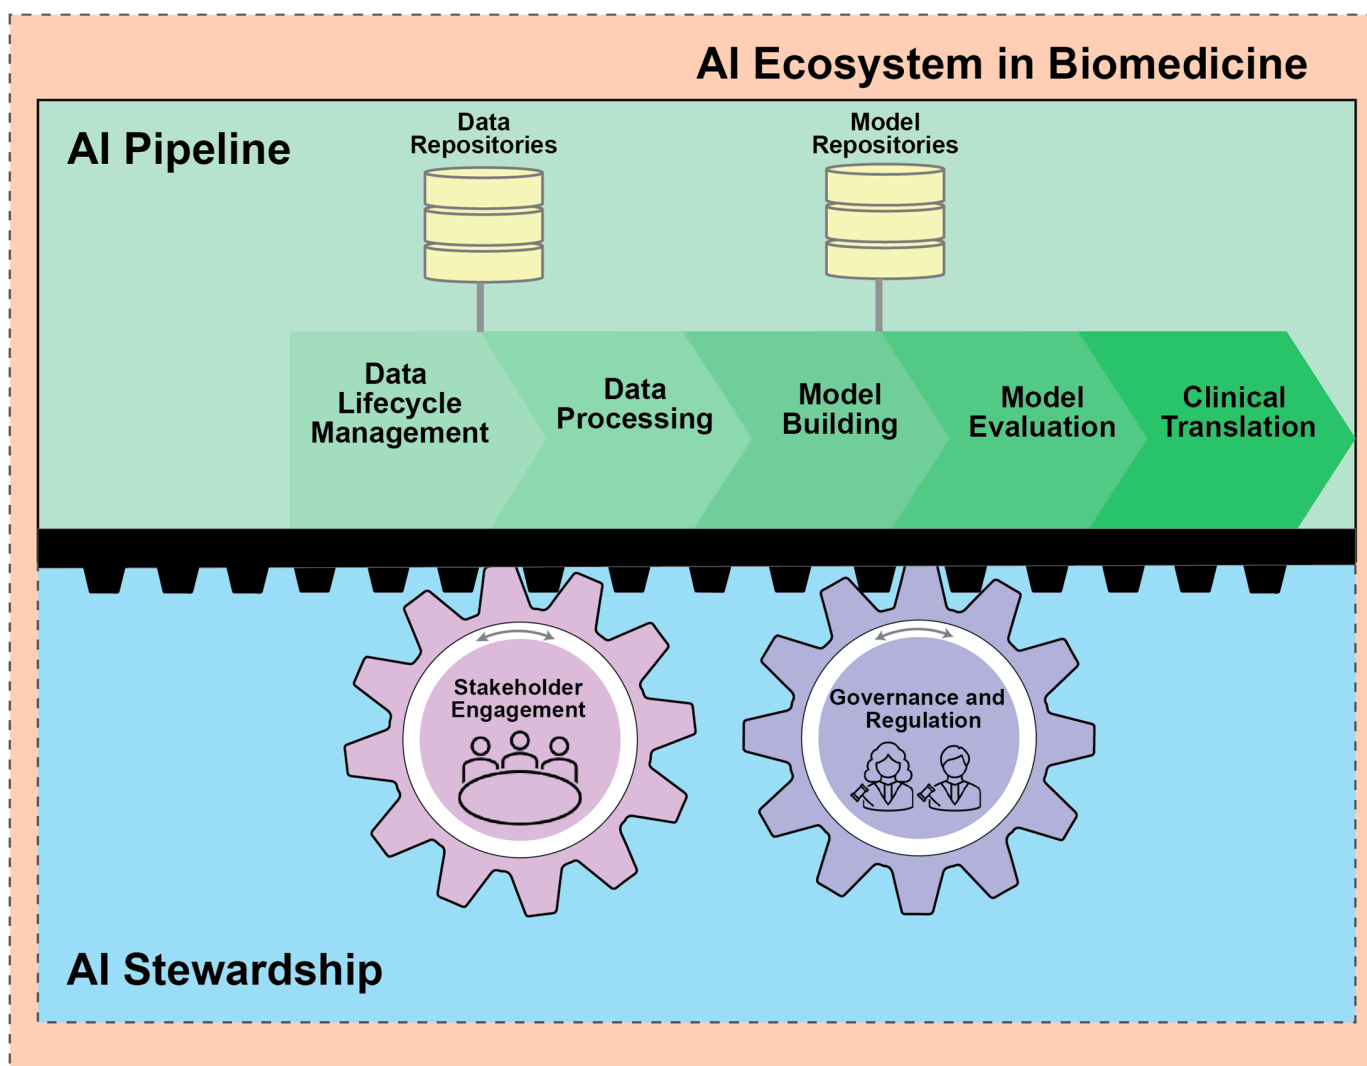 AI Ecosystem in Biomedicine
AI Pipeline
Data
Repositories
Model
Repositories
Data
Lifecycle
Management
Data
Processing
Model
Building
Model
Evaluation
Clinical
Translation
Stakeholder
Engagement
Governance and
Regulation
AI Stewardship